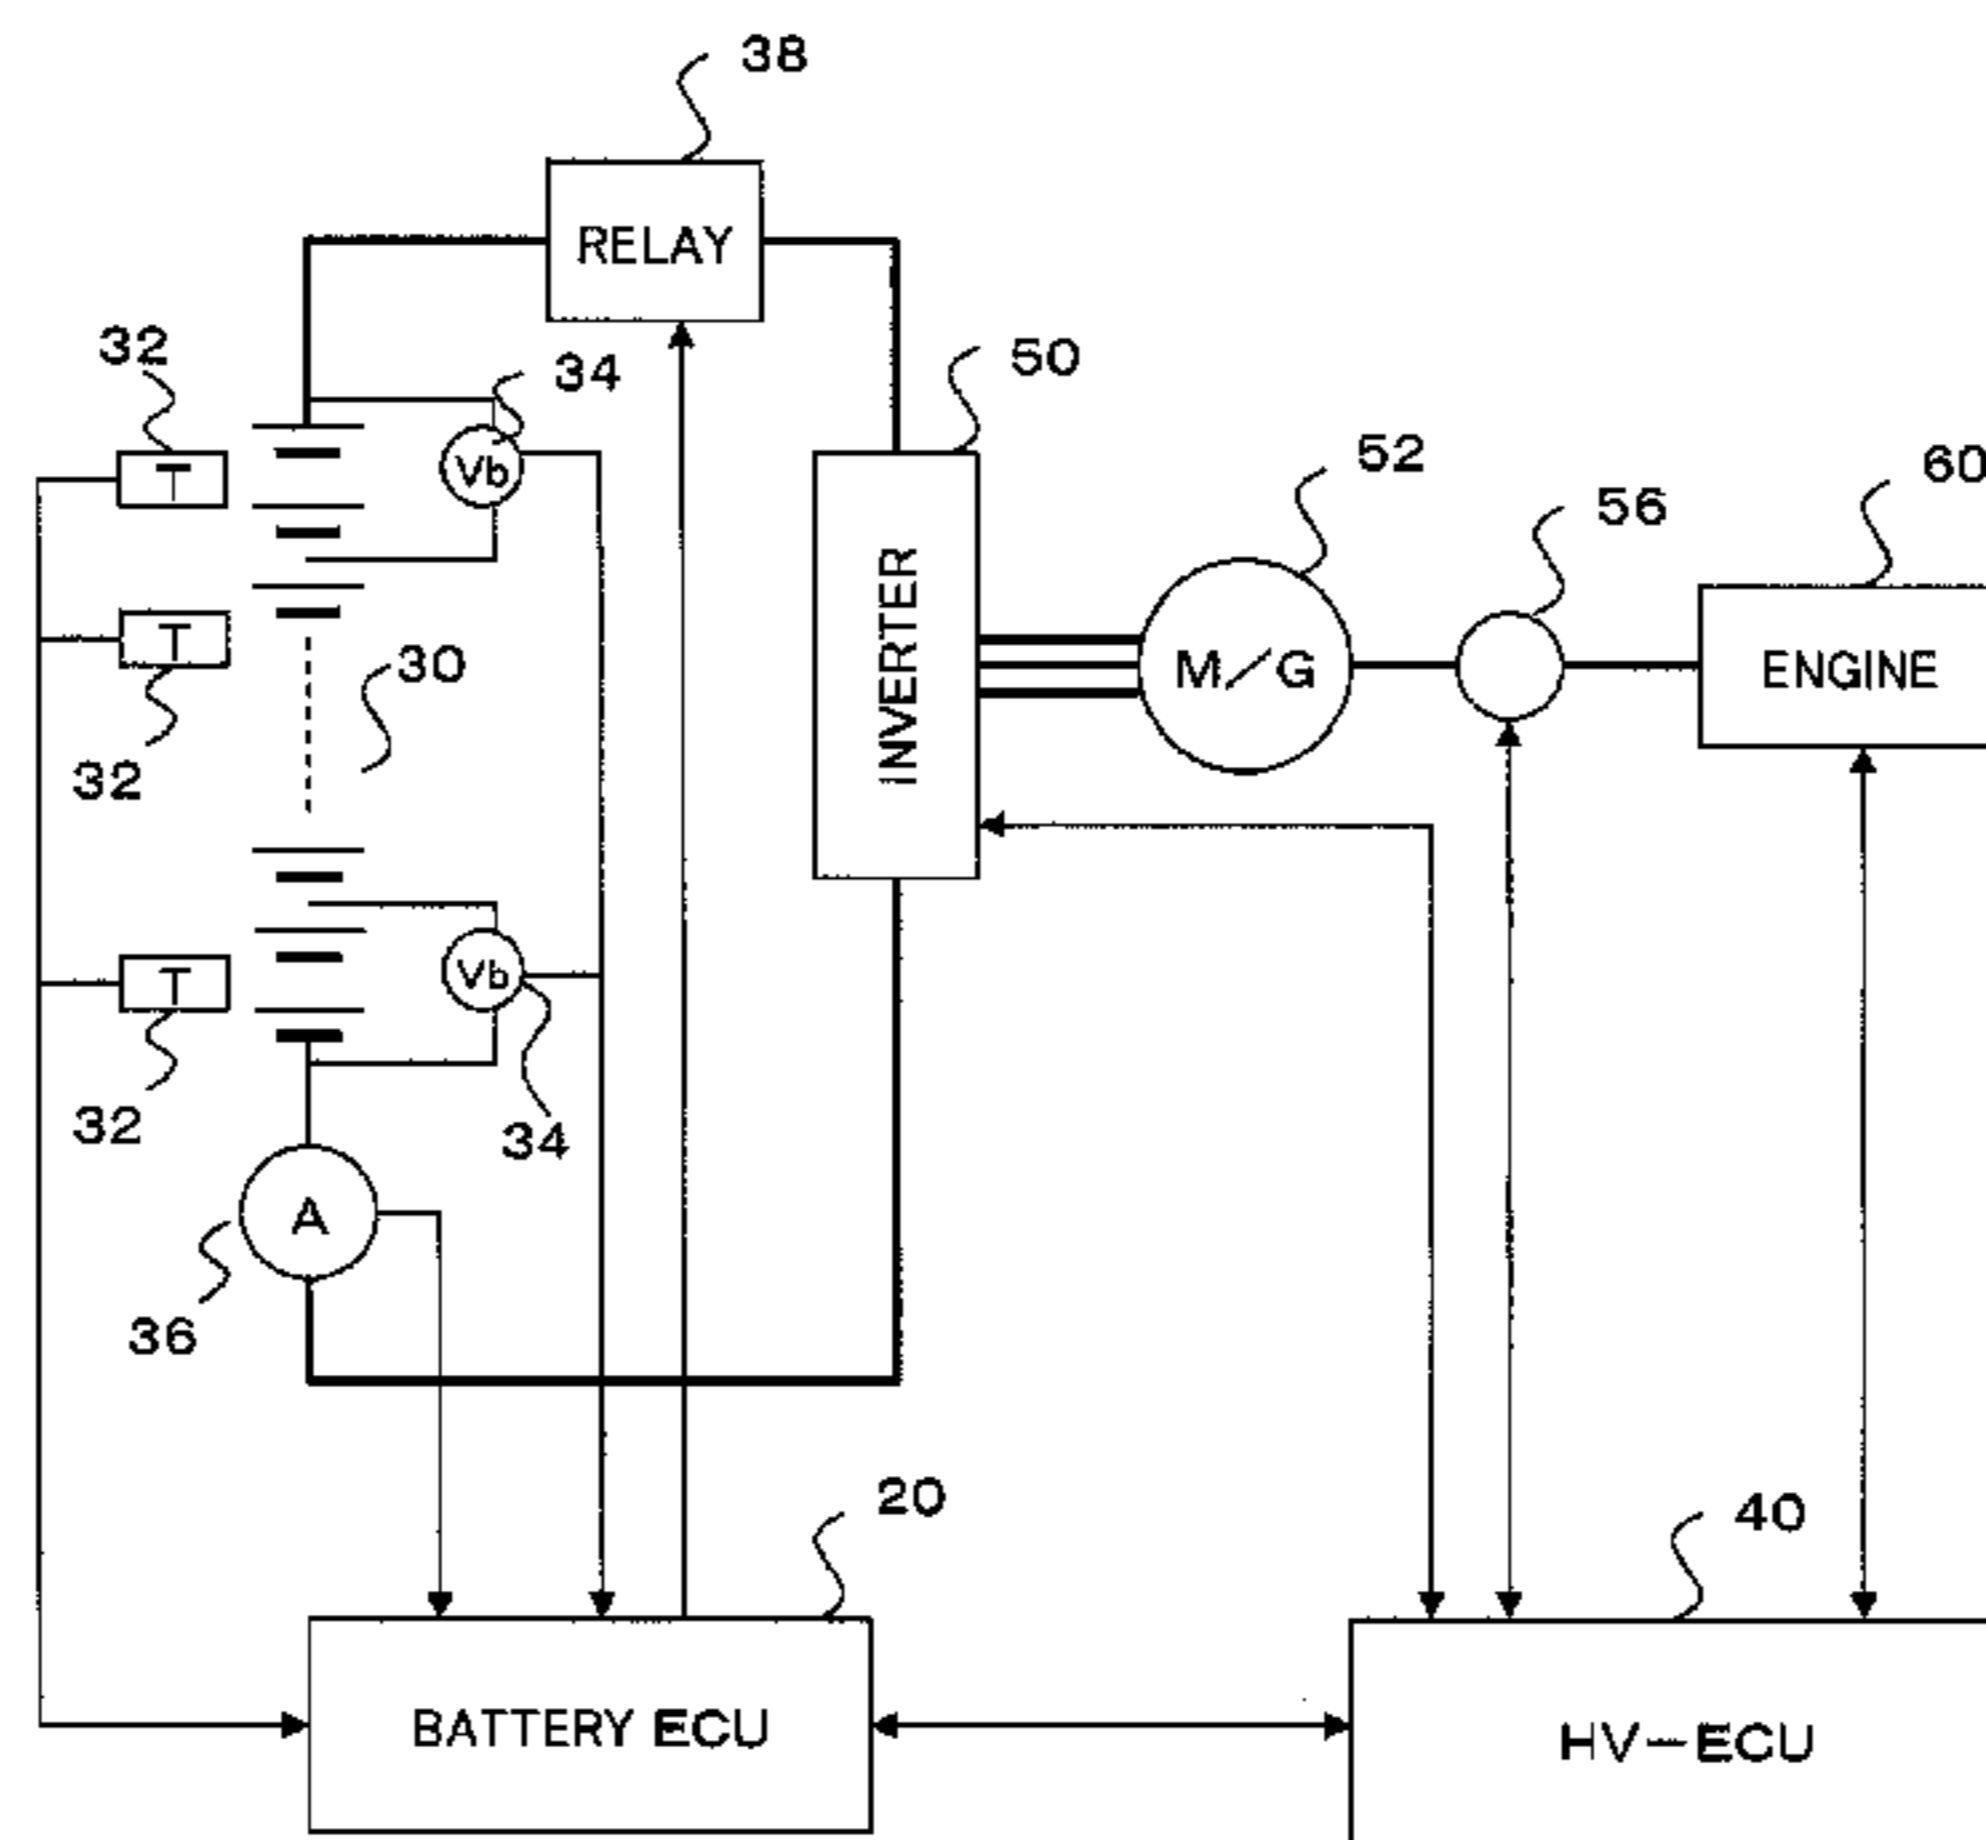 38
RELAY
32
34
50
T
Vb
52
60
56
T
30
INVERTER
M/G
ENGINE
32
T
Vb
32
34
A
36
20
40
BATTERY ECU
HV-ECU